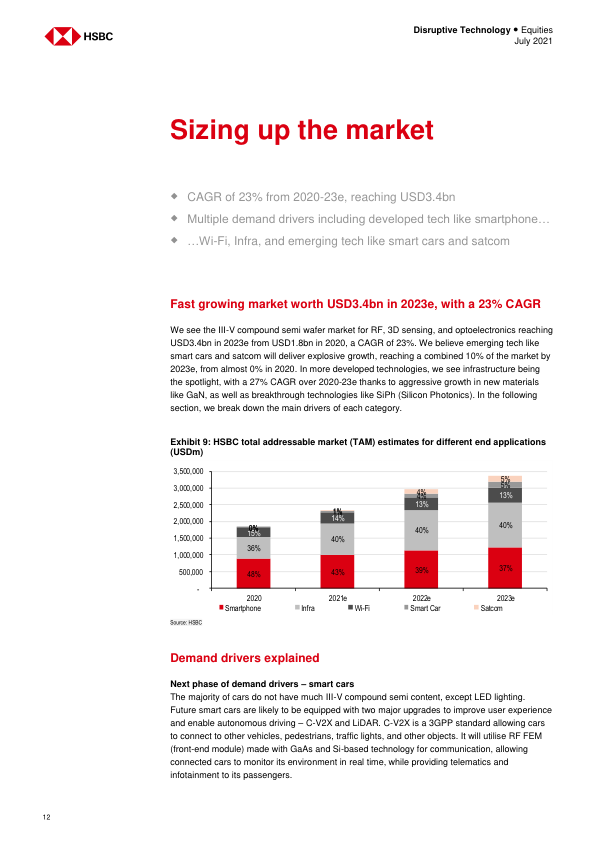 HSBC
Disruptive Technology ● Equities
July 2021
Sizing up the market
◆ CAGR of 23% from 2020-23e, reaching USD3.4bn
◆ Multiple demand drivers including developed tech like smartphone…
◆ …Wi-Fi, Infra, and emerging tech like smart cars and satcom
Fast growing market worth USD3.4bn in 2023e, with a 23% CAGR
We see the III-V compound semi wafer market for RF, 3D sensing, and optoelectronics reaching
USD3.4bn in 2023e from USD1.8bn in 2020, a CAGR of 23%. We believe emerging tech like
smart cars and satcom will deliver explosive growth, reaching a combined 10% of the market by
2023e, from almost 0% in 2020. In more developed technologies, we see infrastructure being
the spotlight, with a 27% CAGR over 2020-23e thanks to aggressive growth in new materials
like GaN, as well as breakthrough technologies like SiPh (Silicon Photonics). In the following
section, we break down the main drivers of each category.
Exhibit 9: HSBC total addressable market (TAM) estimates for different end applications
(USDm)
3,500,000
3,000,000
2,500,000
2,000,000
1,500,000
1,000,000
500,000
-
0%
15%
36%
48%
1%
14%
40%
43%
4%
13%
40%
39%
5%
5%
13%
40%
37%
2020 2021e 2022e 2023e
Smartphone Infra Wi-Fi Smart Car Satcom
Source: HSBC
Demand drivers explained
Next phase of demand drivers – smart cars
The majority of cars do not have much III-V compound semi content, except LED lighting.
Future smart cars are likely to be equipped with two major upgrades to improve user experience
and enable autonomous driving – C-V2X and LiDAR. C-V2X is a 3GPP standard allowing cars
to connect to other vehicles, pedestrians, traffic lights, and other objects. It will utilise RF FEM
(front-end module) made with GaAs and Si-based technology for communication, allowing
connected cars to monitor its environment in real time, while providing telematics and
infotainment to its passengers.
12